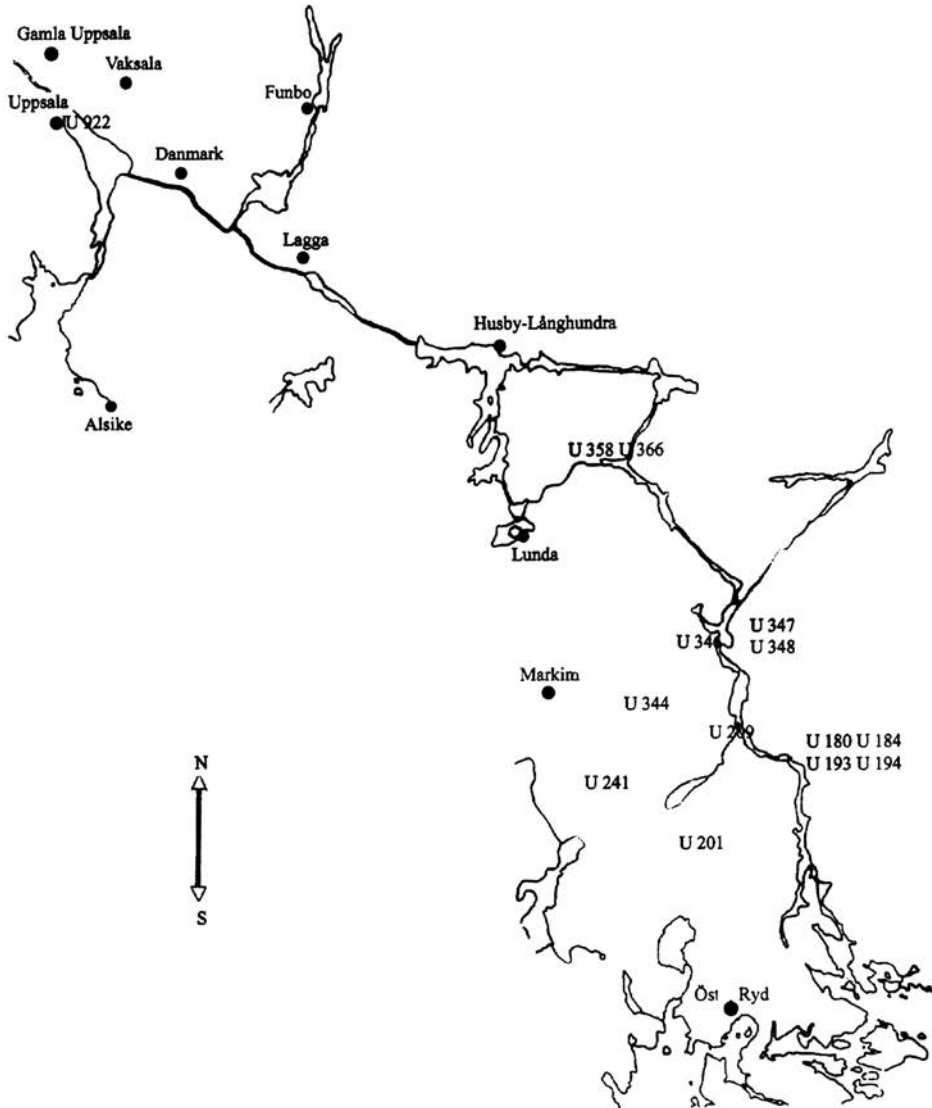 Gamla Uppsala
Vaksala
Uppsala
U 922
Funbo
Danmark
Lagga
Husby-Långhundra
Alsike
U 358 U 366
Lunda
U 347
U 348
Markim
U 344
U 180 U 184
U 193 U 194
N
U 241
U 201
S
Öst Ryd